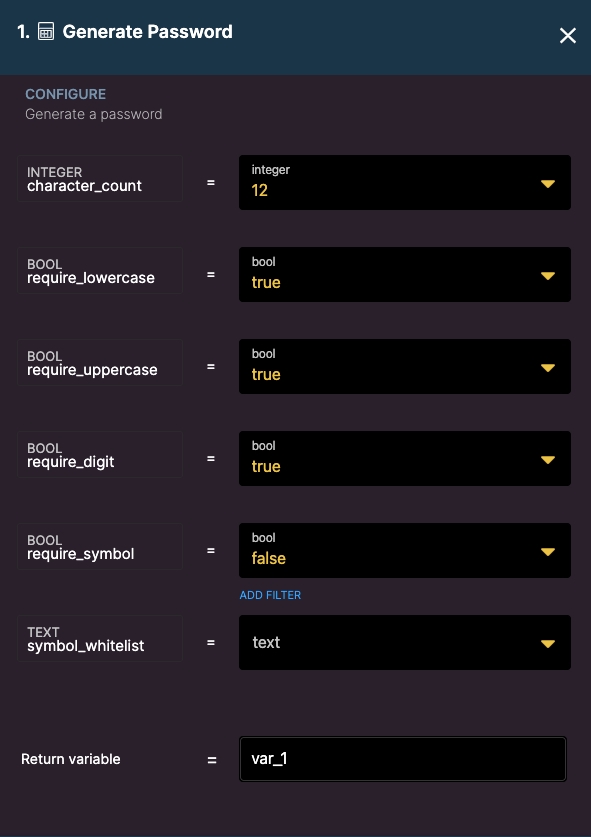 1. Generate Password
CONFIGURE
Generate a password
INTEGER
character_count
=
integer
12
BOOL
require_lowercase
=
bool
true
BOOL
require_uppercase
=
bool
true
BOOL
require_digit
=
bool
true
BOOL
require_symbol
=
bool
false
ADD FILTER
TEXT
symbol_whitelist
=
text
Return variable
=
var_1